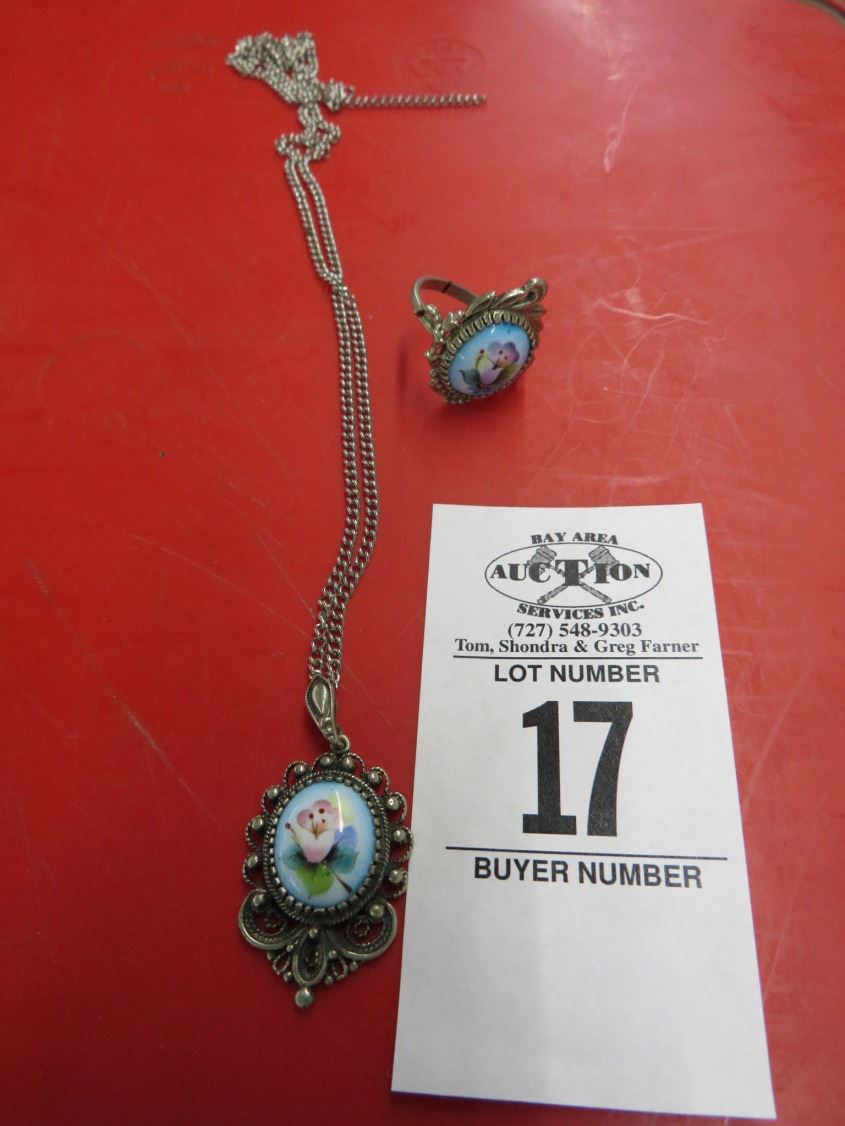 BAY AREA
AUCTION
SERVICES INC.
(727) 548-9303
Tom, Shondra & Greg Farner
LOT NUMBER
17
BUYER NUMBER